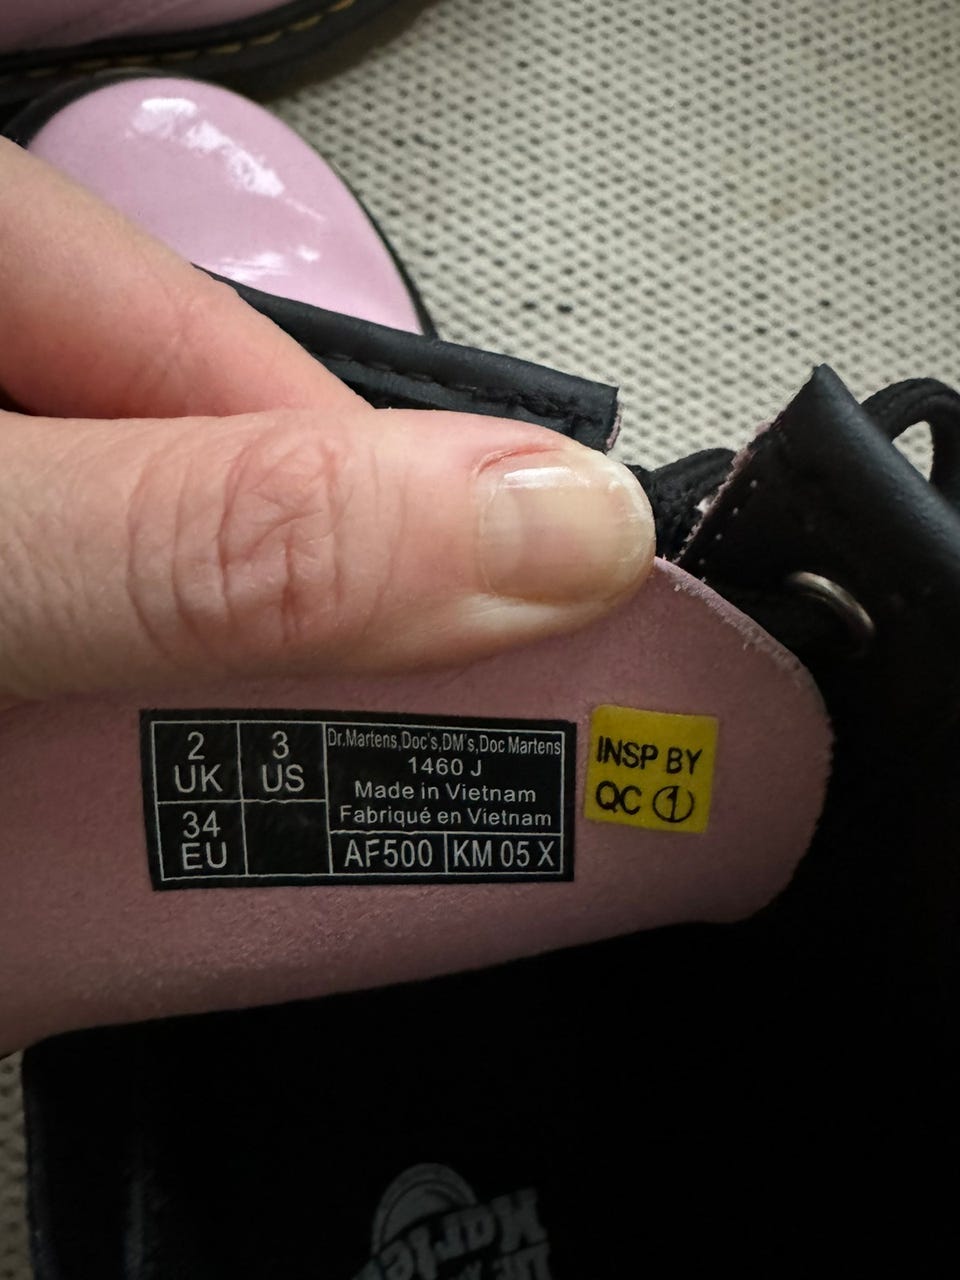 2
UK
3
US
34
EU
Dr.Martens,Doc's,DM's,Doc Martens
1460 J
Made in Vietnam
Fabriqué en Vietnam
AF500
KM 05 X
INSP BY
QC 1